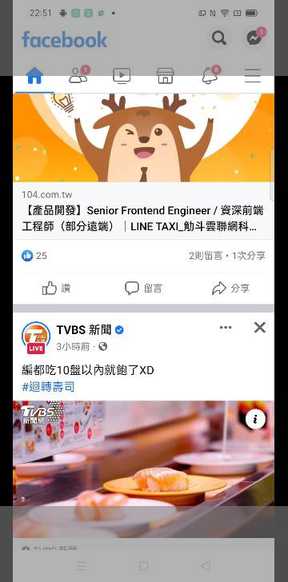 22:51
facebook
104.com.tw
【產品開發】Senior Frontend Engineer / 資深前端
工程師（部分遠端）｜LINE TAXI_勛斗雲聯網科...
25
2則留言・1次分享
讚 留言 分享
TVBS 新聞
3小時前
LIVE
編都吃10盤以內就飽了XD
#迴轉壽司
TVBS
新聞網